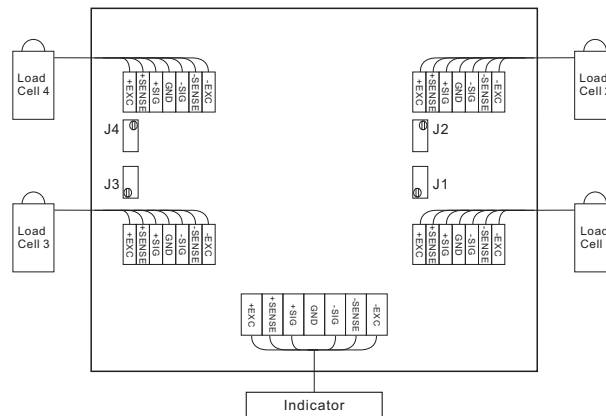 Load
Cell 4
+EXC
+SENSE
+SIG
GND
-SIG
-SENSE
-EXC
+EXC
+SENSE
+SIG
GND
-SIG
-SENSE
-EXC
Load
Cell 2
J4
J2
J3
J1
Load
Cell 3
+EXC
+SENSE
+SIG
GND
-SIG
-SENSE
-EXC
+EXC
+SENSE
+SIG
GND
-SIG
-SENSE
-EXC
Load
Cell
+EXC
+SENSE
+SIG
GND
-SIG
-SENSE
-EXC
Indicator